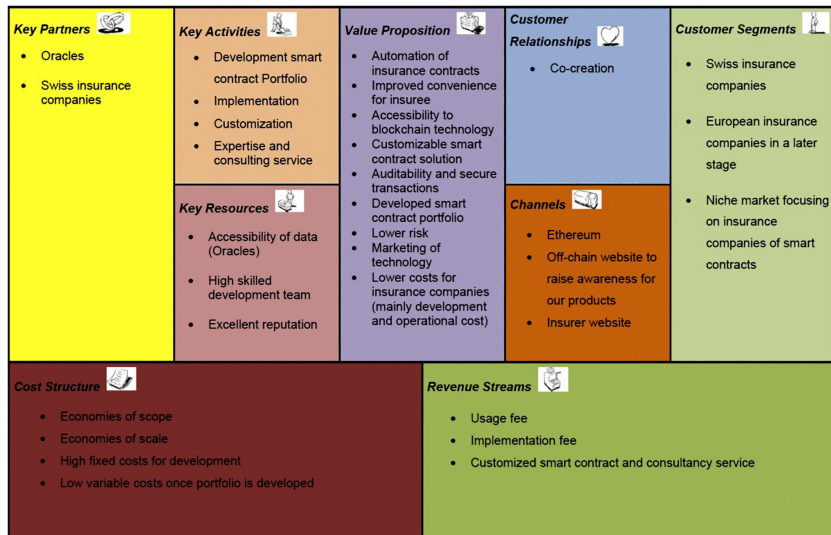 Key Partners
• Oracles
• Swiss insurance
companies
Key Activities
• Development smart
contract Portfolio
• Implementation
• Customization
• Expertise and
consulting service
Key Resources
• Accessibility of data
(Oracles)
• High skilled
development team
• Excellent reputation
Value Proposition
• Automation of
insurance contracts
• Improved convenience
for insuree
• Accessibility to
blockchain technology
• Customizable smart
contract solution
• Auditability and secure
transactions
• Developed smart
contract portfolio
• Lower risk
• Marketing of
technology
• Lower costs for
insurance companies
(mainly development
and operational cost)
Customer
Relationships
• Co-creation
Channels
• Ethereum
• Off-chain website to
raise awareness for
our products
• Insurer website
Customer Segments
• Swiss insurance
companies
• European insurance
companies in a later
stage
• Niche market focusing
on insurance
companies of smart
contracts
Cost Structure
• Economies of scope
• Economies of scale
• High fixed costs for development
• Low variable costs once portfolio is developed
Revenue Streams
• Usage fee
• Implementation fee
• Customized smart contract and consultancy service